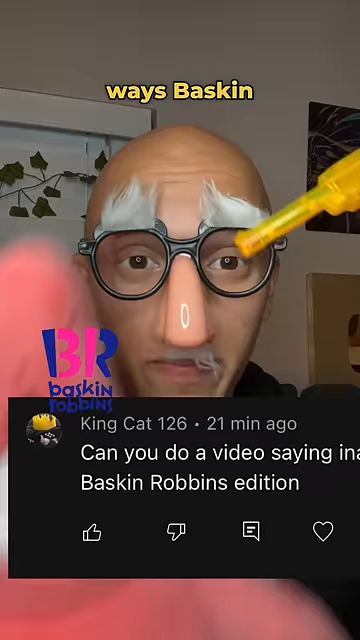 ways Baskin
BR
baskin
robbins
King Cat 126 • 21 min ago
Can you do a video saying
Baskin Robbins edition